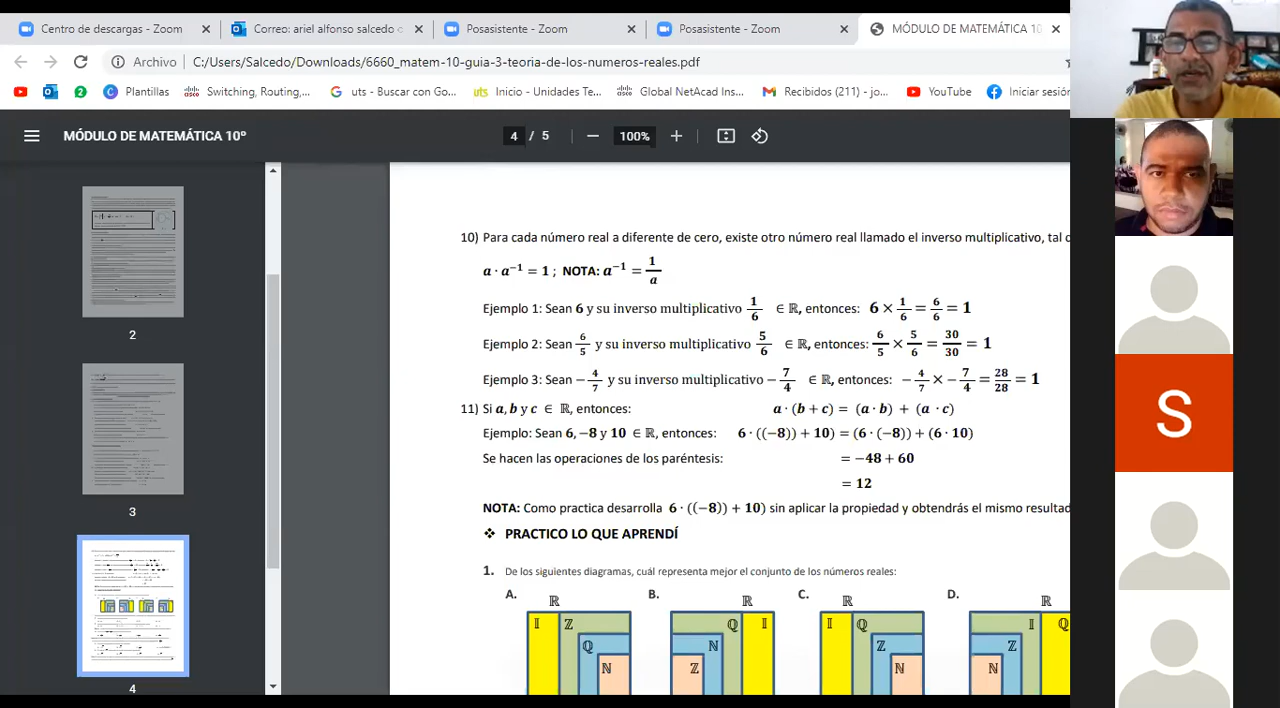 Centro de descargas - Zoom
Correo: ariel alfonso salcedo c
Posasistente - Zoom
Posasistente - Zoom
MÓDULO DE MATEMÁTICA 10
Archivo C:/Users/Salcedo/Downloads/6660_matem-10-guia-3-teoria-de-los-numeros-reales.pdf
Plantillas
Switching, Routing,...
uts - Buscar con Go...
Inicio - Unidades Te...
Global NetAcad Ins...
Recibidos (211) - jo...
YouTube
Iniciar sesión
MÓDULO DE MATEMÁTICA 10º
4 / 5
100%
2
3
4
10) Para cada número real a diferente de cero, existe otro número real llamado el inverso multiplicativo, tal
a · a⁻¹ = 1 ; NOTA: a⁻¹ = 1/a
Ejemplo 1: Sean 6 y su inverso multiplicativo 1/6 ∈ ℝ, entonces: 6 × 1/6 = 6/6 = 1
Ejemplo 2: Sean 6/5 y su inverso multiplicativo 5/6 ∈ ℝ, entonces: 6/5 × 5/6 = 30/30 = 1
Ejemplo 3: Sean −4/7 y su inverso multiplicativo −7/4 ∈ ℝ, entonces: −4/7 × −7/4 = 28/28 = 1
11) Si a, b y c ∈ ℝ, entonces: a · (b + c) = (a · b) + (a · c)
Ejemplo: Sean 6, −8 y 10 ∈ ℝ, entonces: 6 · ((−8)) + 10) = (6 · (−8)) + (6 · 10)
Se hacen las operaciones de los paréntesis: = −48 + 60
= 12
NOTA: Como practica desarrolla 6 · ((−8)) + 10) sin aplicar la propiedad y obtendrás el mismo resultad
❖ PRACTICO LO QUE APRENDÍ
1. De los siguientes diagramas, cuál representa mejor el conjunto de los números reales:
A. ℝ B. ℝ C. ℝ D. ℝ
𝕀 ℤ ℚ ℕ
ℚ 𝕀 ℕ ℤ
𝕀 ℚ ℤ ℕ
𝕀 ℚ ℤ ℕ
S